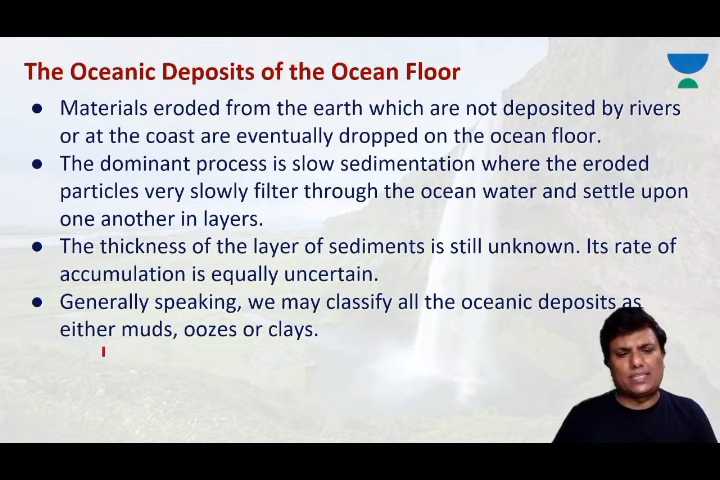 The Oceanic Deposits of the Ocean Floor
● Materials eroded from the earth which are not deposited by rivers
or at the coast are eventually dropped on the ocean floor.
● The dominant process is slow sedimentation where the eroded
particles very slowly filter through the ocean water and settle upon
one another in layers.
● The thickness of the layer of sediments is still unknown. Its rate of
accumulation is equally uncertain.
● Generally speaking, we may classify all the oceanic deposits as
either muds, oozes or clays.